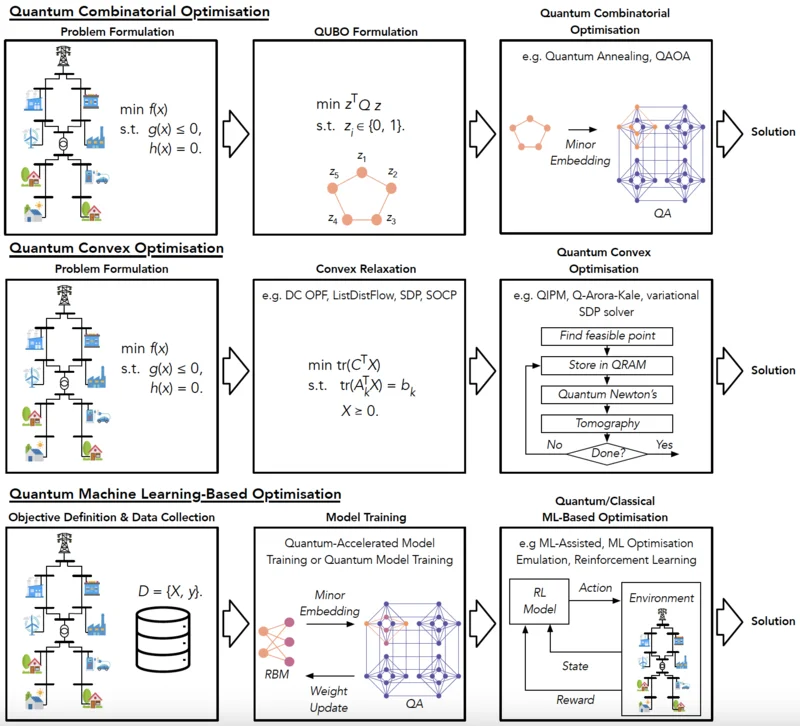 Quantum Combinatorial Optimisation
Problem Formulation
min f(x)
s.t. g(x) ≤ 0,
h(x) = 0.
QUBO Formulation
min zᵀQ z
s.t. zᵢ ∈ {0, 1}.
z₁
z₅
z₂
z₄
z₃
Quantum Combinatorial
Optimisation
e.g. Quantum Annealing, QAOA
Minor
Embedding
QA
Solution
Quantum Convex Optimisation
Problem Formulation
min f(x)
s.t. g(x) ≤ 0,
h(x) = 0.
Convex Relaxation
e.g. DC OPF, ListDistFlow, SDP, SOCP
min tr(CᵀX)
s.t. tr(AₖᵀX) = bₖ
X ≥ 0.
Quantum Convex
Optimisation
e.g. QIPM, Q-Arora-Kale, variational
SDP solver
Find feasible point
Store in QRAM
Quantum Newton's
Tomography
No
Done?
Yes
Solution
Quantum Machine Learning-Based Optimisation
Objective Definition & Data Collection
D = {X, y}.
Model Training
Quantum-Accelerated Model
Training or Quantum Model Training
Minor
Embedding
RBM
Weight
Update
QA
Quantum/Classical
ML-Based Optimisation
e.g ML-Assisted, ML Optimisation
Emulation, Reinforcement Learning
RL
Model
Action
Environment
State
Reward
Solution